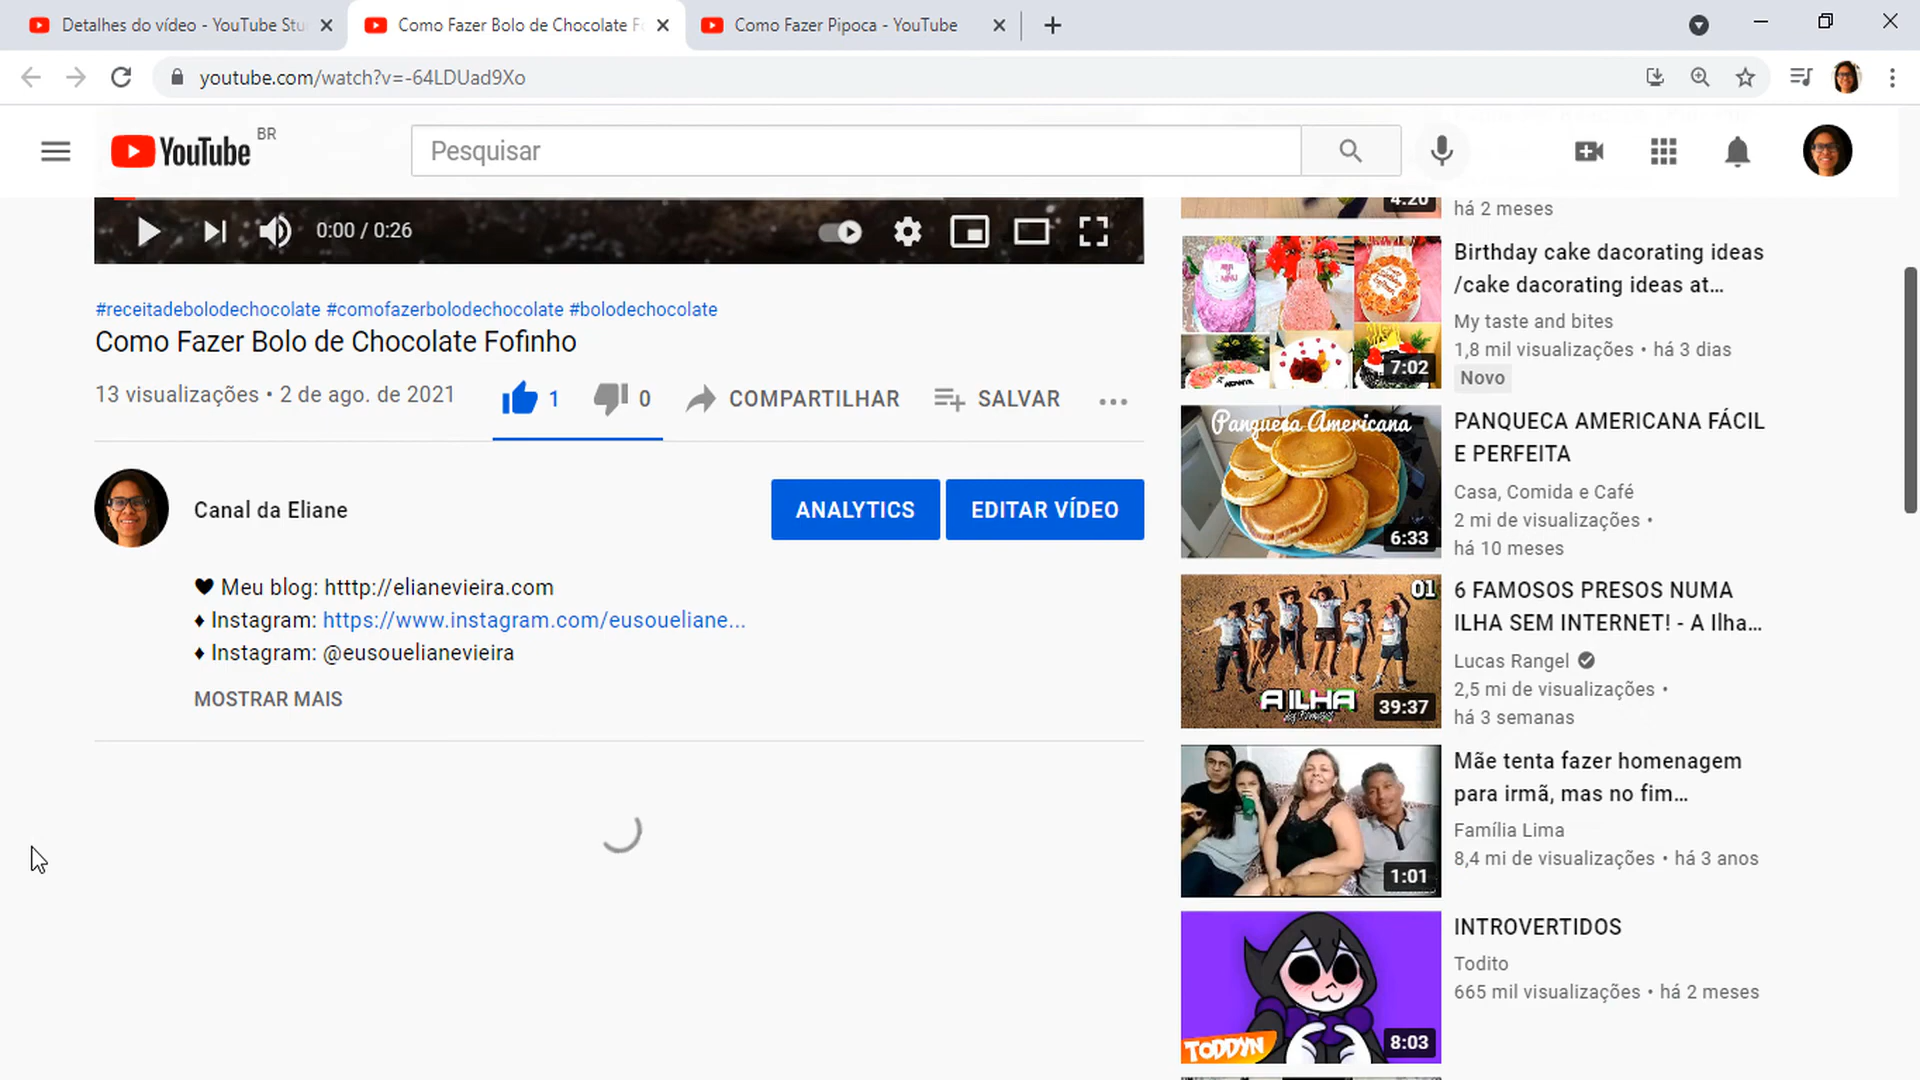 Detalhes do vídeo - YouTube Stu
Como Fazer Bolo de Chocolate F
Como Fazer Pipoca - YouTube
youtube.com/watch?v=-64LDUad9Xo
YouTube
BR
Pesquisar
0:00 / 0:26
#receitadebolodechocolate #comofazerbolodechocolate #bolodechocolate
Como Fazer Bolo de Chocolate Fofinho
13 visualizações • 2 de ago. de 2021
1
0
COMPARTILHAR
SALVAR
Canal da Eliane
ANALYTICS
EDITAR VÍDEO
♥ Meu blog: htttp://elianevieira.com
♦ Instagram: https://www.instagram.com/eusoueliane...
♦ Instagram: @eusouelianevieira
MOSTRAR MAIS
4:20
há 2 meses
7:02
Birthday cake dacorating ideas
/cake dacorating ideas at...
My taste and bites
1,8 mil visualizações • há 3 dias
Novo
Panqueca Americana
6:33
PANQUECA AMERICANA FÁCIL
E PERFEITA
Casa, Comida e Café
2 mi de visualizações •
há 10 meses
01
A ILHA
39:37
6 FAMOSOS PRESOS NUMA
ILHA SEM INTERNET! - A Ilha...
Lucas Rangel
2,5 mi de visualizações •
há 3 semanas
1:01
Mãe tenta fazer homenagem
para irmã, mas no fim...
Família Lima
8,4 mi de visualizações • há 3 anos
TODDYN
8:03
INTROVERTIDOS
Todito
665 mil visualizações • há 2 meses